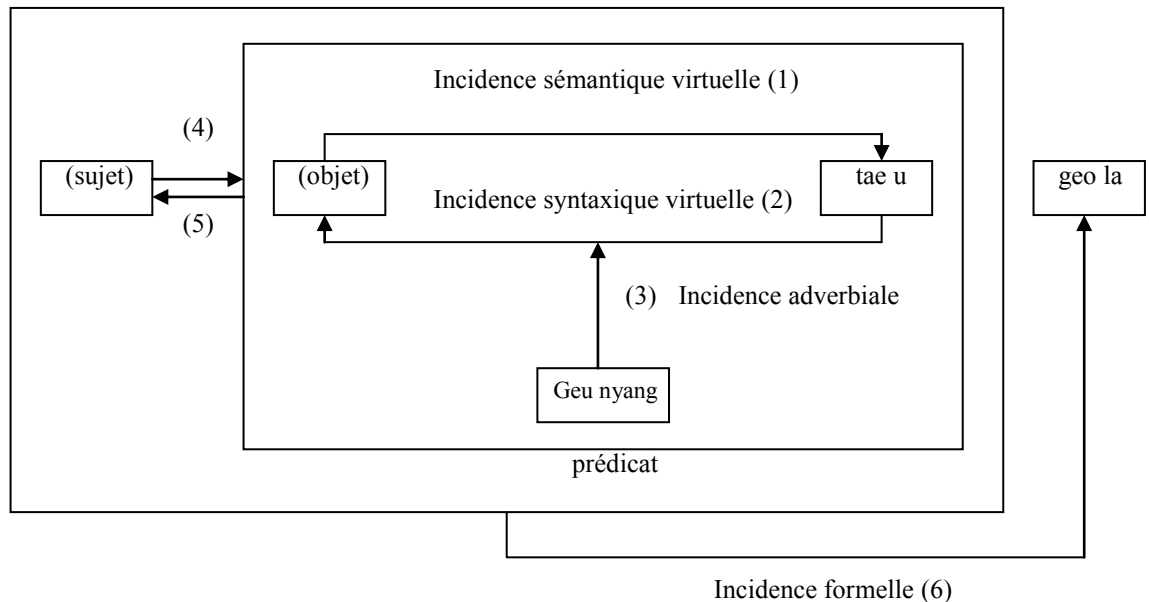 Incidence sémantique virtuelle (1)
(4)
(sujet)
(objet)
tae u
geo la
Incidence syntaxique virtuelle (2)
(5)
(3) Incidence adverbiale
Geu nyang
prédicat
Incidence formelle (6)